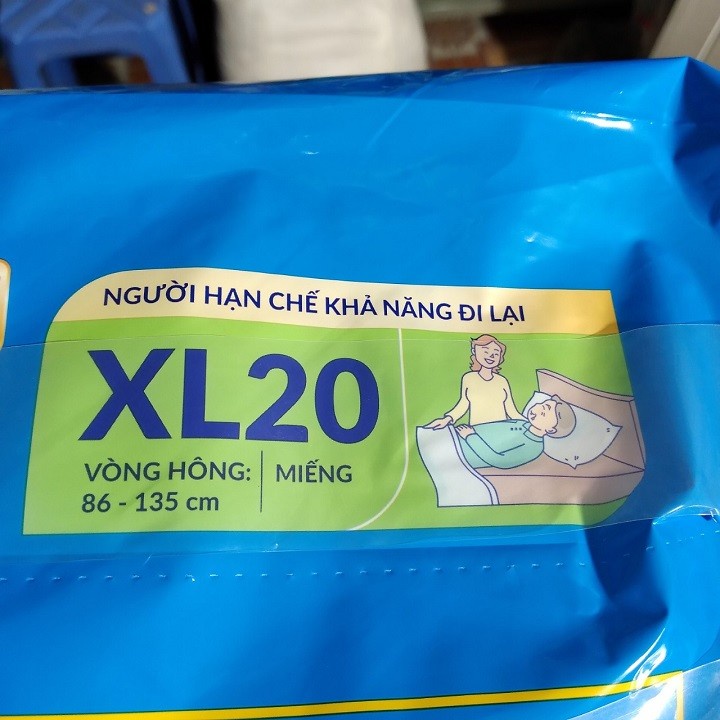 NGƯỜI HẠN CHẾ KHẢ NĂNG ĐI LẠI
XL20
VÒNG HÔNG: MIẾNG
86 - 135 cm